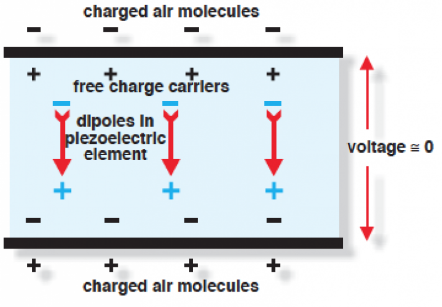 charged air molecules
− − − −
+ + + +
free charge carriers
− − −
dipoles in
piezoelectric
element
voltage ≅ 0
+ + +
− − − −
+ + + +
charged air molecules